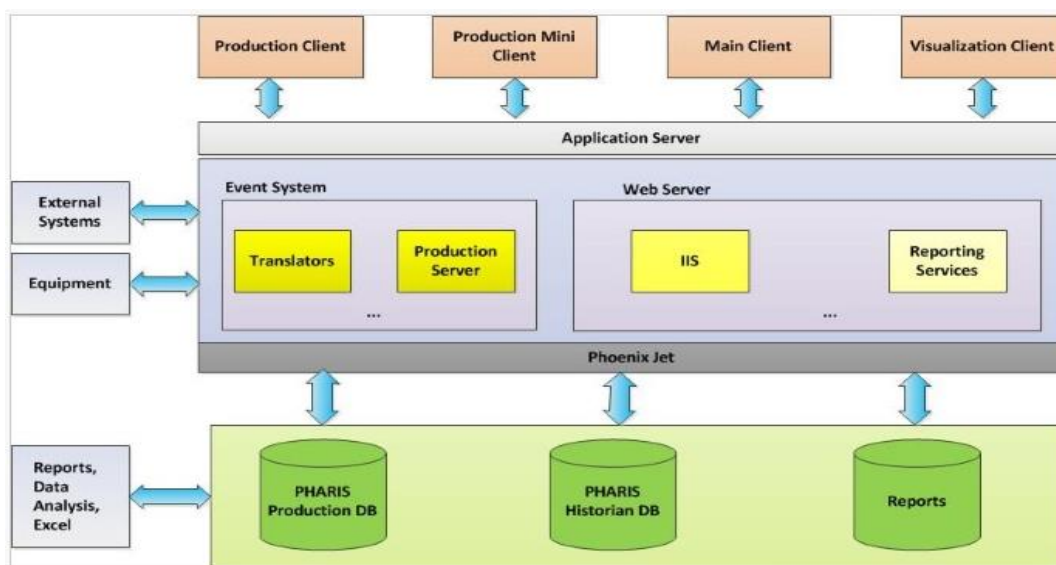 Production Client
Production Mini
Client
Main Client
Visualization Client
Application Server
External
Systems
Equipment
Event System
Translators
Production
Server
...
Web Server
IIS
Reporting
Services
...
Phoenix Jet
Reports,
Data
Analysis,
Excel
PHARIS
Production DB
PHARIS
Historian DB
Reports